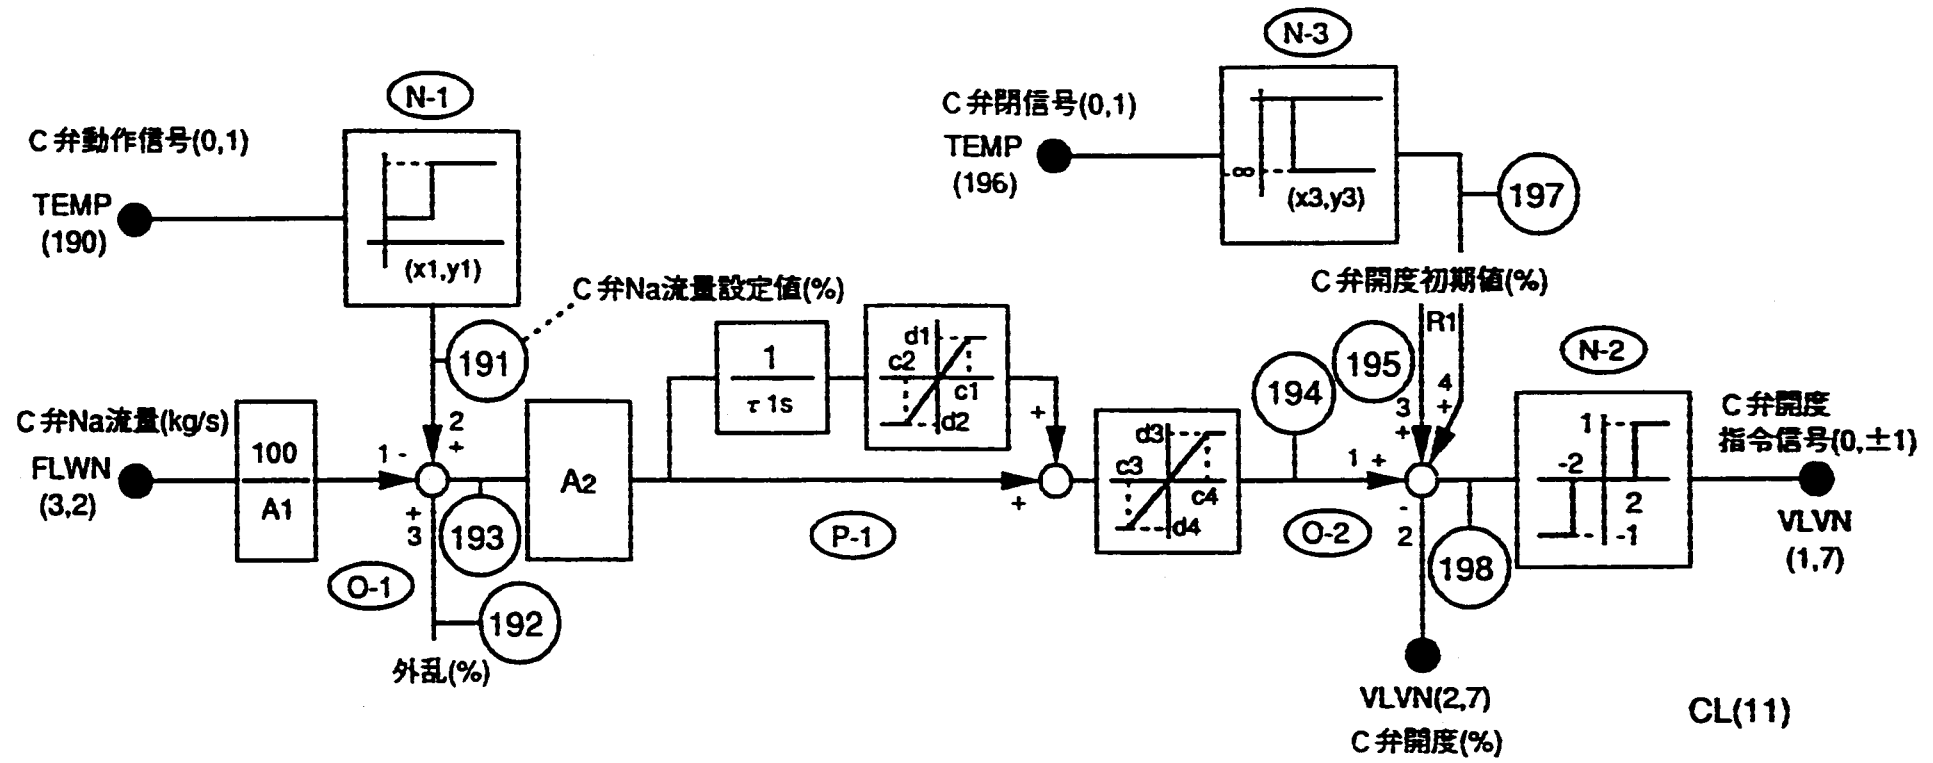 N-3
N-1
C弁閉信号(0,1)
TEMP
(196)
-∞
(x3,y3)
197
C弁動作信号(0,1)
TEMP
(190)
(x1,y1)
C弁Na流量設定値(%)
C弁開度初期値(%)
R1
191
195
194
N-2
1
τ1s
d1
c2
c1
d2
C弁Na流量(kg/s)
FLWN
(3,2)
100
A1
1 -
2
+
+
3
193
A2
+
+
P-1
d3
c3
c4
d4
1 +
3
+
4
+
-
2
O-2
198
1
-2
2
-1
C弁開度
指令信号(0,±1)
VLVN
(1,7)
O-1
192
外乱(%)
VLVN(2,7)
C弁開度(%)
CL(11)